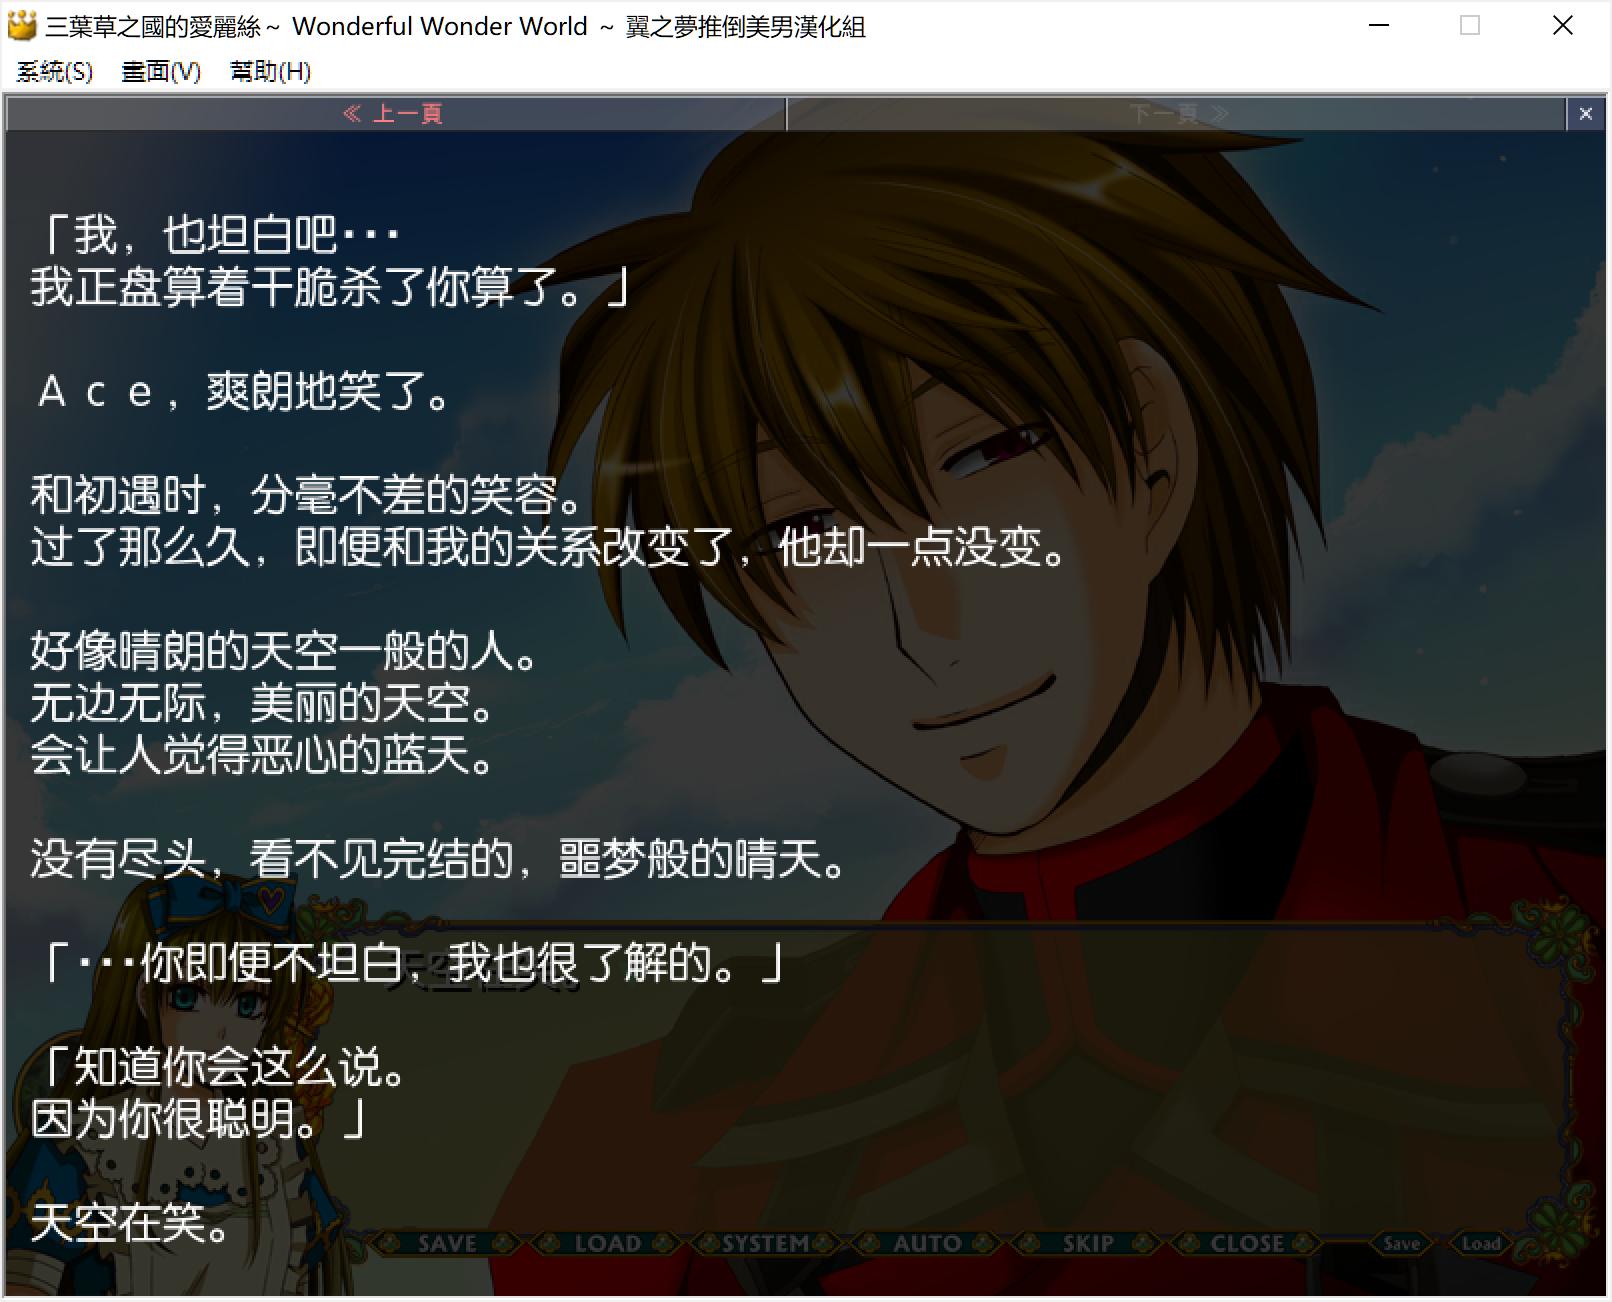 三葉草之國的愛麗絲～ Wonderful Wonder World ～ 翼之夢推倒美男漢化組
系統(S) 畫面(V) 幫助(H)
≪ 上一頁 下一頁 ≫ ×
「我，也坦白吧···
我正盘算着干脆杀了你算了。」
Ａｃｅ，爽朗地笑了。
和初遇时，分毫不差的笑容。
过了那么久，即便和我的关系改变了，他却一点没变。
好像晴朗的天空一般的人。
无边无际，美丽的天空。
会让人觉得恶心的蓝天。
没有尽头，看不见完结的，噩梦般的晴天。
「···你即便不坦白，我也很了解的。」
天空在笑。
「知道你会这么说。
因为你很聪明。」
天空在笑。
SAVE LOAD SYSTEM AUTO SKIP CLOSE Save Load